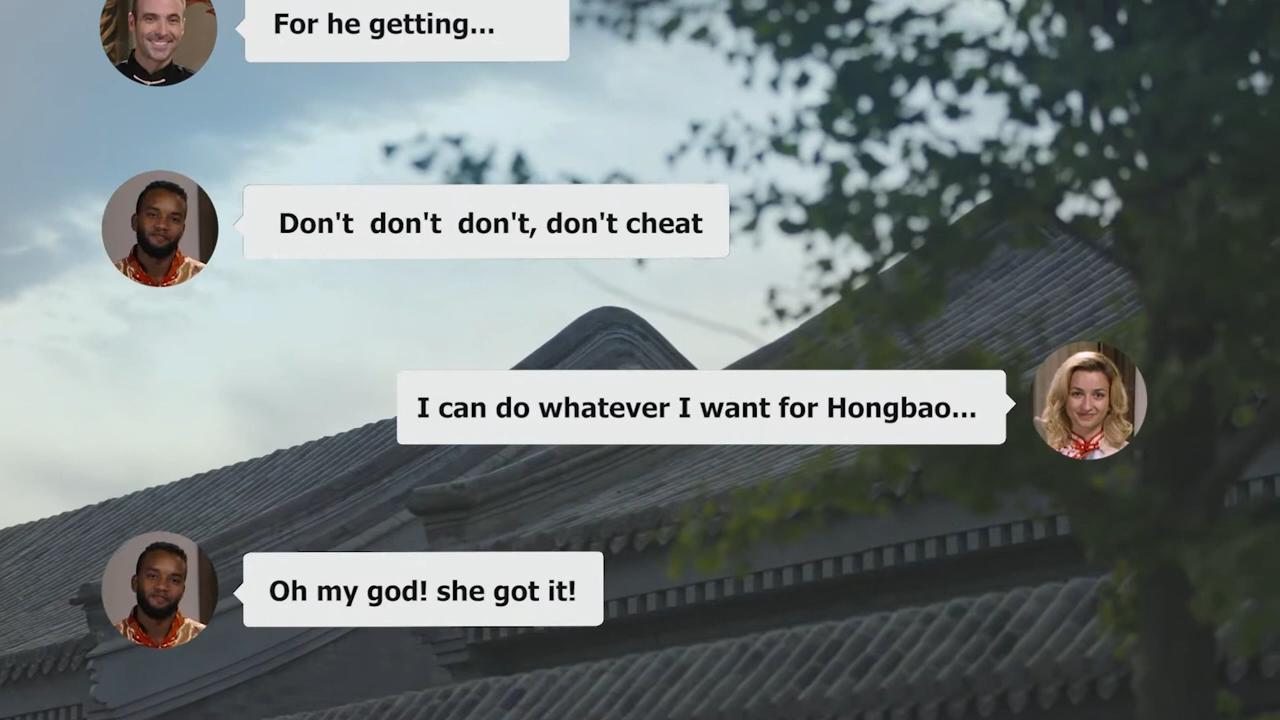 For he getting...
Don't don't don't, don't cheat
I can do whatever I want for Hongbao...
Oh my god! she got it!